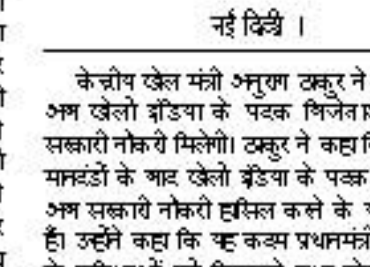 नई दिल्ली ।
केन्द्रीय खेल मंत्री अनुराग ठाकुर ने
अब खेलो इंडिया के पदक विजेता
सरकारी नौकरी मिलेगी। ठाकुर ने कहा
मानदंडों के बाद खेलो इंडिया के पदक
अब सरकारी नौकरी हासिल करने के
हैं। उन्होंने कहा कि यह कदम प्रधानमंत्री